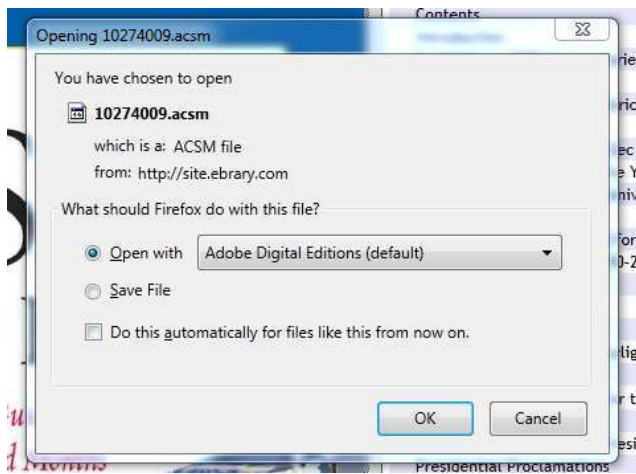 Contents
Opening 10274009.acsm
You have chosen to open
10274009.acsm
which is a: ACSM file
from: http://site.ebrary.com
What should Firefox do with this file?
Open with
Adobe Digital Editions (default)
Save File
Do this automatically for files like this from now on.
OK
Cancel
Months
Presidential Proclamations